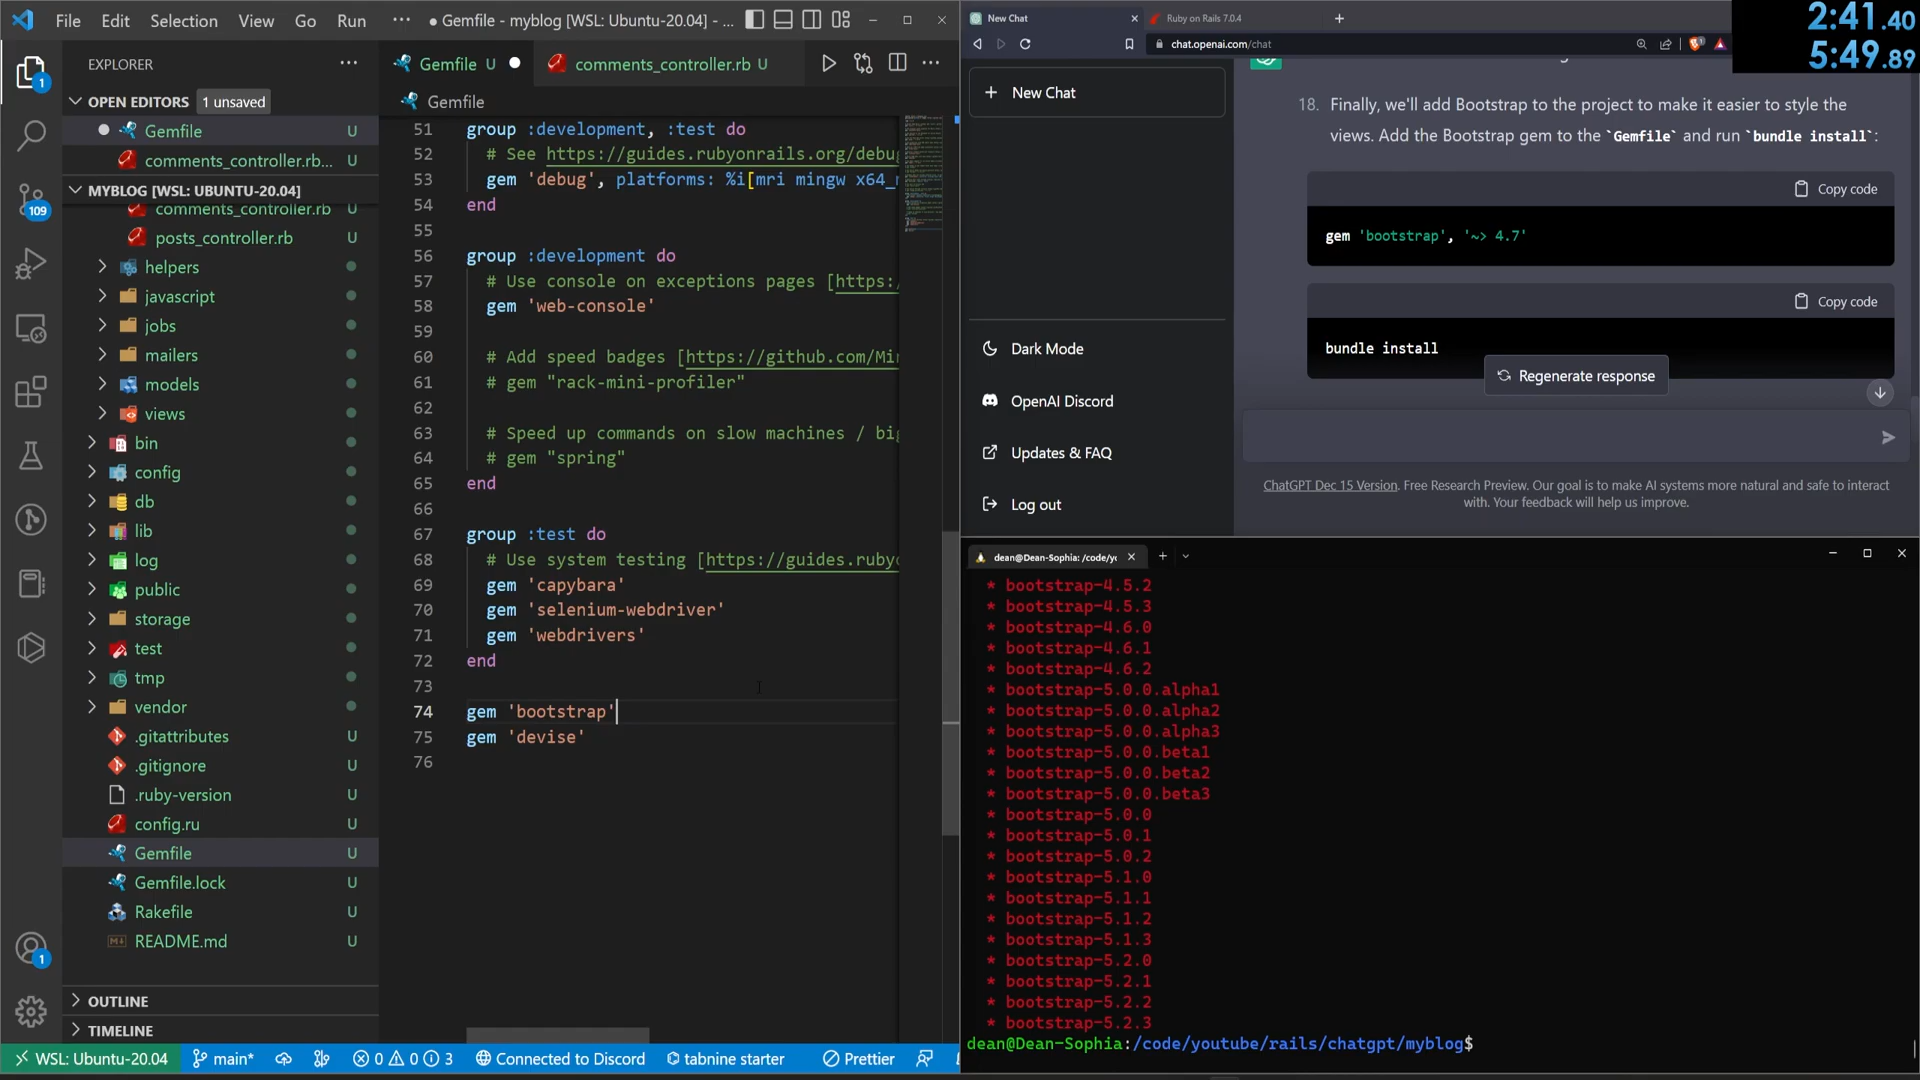 File Edit Selection View Go Run ··· ● Gemfile - myblog [WSL: Ubuntu-20.04] - ...
EXPLORER ···
OPEN EDITORS 1 unsaved
Gemfile U
comments_controller.rb... U
MYBLOG [WSL: UBUNTU-20.04]
comments_controller.rb U
posts_controller.rb U
helpers
javascript
jobs
mailers
models
views
bin
config
db
lib
log
public
storage
test
tmp
vendor
.gitattributes U
.gitignore U
.ruby-version U
config.ru U
Gemfile U
Gemfile.lock U
Rakefile U
README.md U
OUTLINE
TIMELINE
1
109
1
Gemfile U ●
comments_controller.rb U
Gemfile
51 group :development, :test do
52 # See https://guides.rubyonrails.org/debu
53 gem 'debug', platforms: %i[mri mingw x64_
54 end
55
56 group :development do
57 # Use console on exceptions pages [https:/
58 gem 'web-console'
59
60 # Add speed badges [https://github.com/Mi
61 # gem "rack-mini-profiler"
62
63 # Speed up commands on slow machines / big
64 # gem "spring"
65 end
66
67 group :test do
68 # Use system testing [https://guides.ruby
69 gem 'capybara'
70 gem 'selenium-webdriver'
71 gem 'webdrivers'
72 end
73
74 gem 'bootstrap'
75 gem 'devise'
76
WSL: Ubuntu-20.04 main* 0 0 3 Connected to Discord tabnine starter Prettier
New Chat
Ruby on Rails 7.0.4
chat.openai.com/chat
2:41.40
5:49.89
+ New Chat
Dark Mode
OpenAI Discord
Updates & FAQ
Log out
18. Finally, we'll add Bootstrap to the project to make it easier to style the
views. Add the Bootstrap gem to the `Gemfile` and run `bundle install`:
Copy code
gem 'bootstrap', '~> 4.7'
Copy code
bundle install
Regenerate response
ChatGPT Dec 15 Version. Free Research Preview. Our goal is to make AI systems more natural and safe to interact
with. Your feedback will help us improve.
dean@Dean-Sophia: /code/yo
* bootstrap-4.5.2
* bootstrap-4.5.3
* bootstrap-4.6.0
* bootstrap-4.6.1
* bootstrap-4.6.2
* bootstrap-5.0.0.alpha1
* bootstrap-5.0.0.alpha2
* bootstrap-5.0.0.alpha3
* bootstrap-5.0.0.beta1
* bootstrap-5.0.0.beta2
* bootstrap-5.0.0.beta3
* bootstrap-5.0.0
* bootstrap-5.0.1
* bootstrap-5.0.2
* bootstrap-5.1.0
* bootstrap-5.1.1
* bootstrap-5.1.2
* bootstrap-5.1.3
* bootstrap-5.2.0
* bootstrap-5.2.1
* bootstrap-5.2.2
* bootstrap-5.2.3
dean@Dean-Sophia:/code/youtube/rails/chatgpt/myblog$